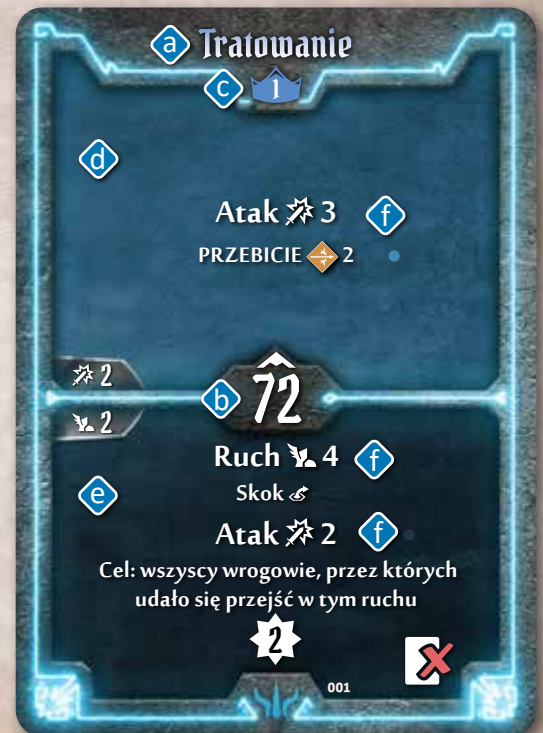 a Tratowanie
c 1
d
Atak 3 f
PRZEBICIE 2
2
b 72
2
Ruch 4 f
e Skok
Atak 2 f
Cel: wszyscy wrogowie, przez których
udało się przejść w tym ruchu
2
001